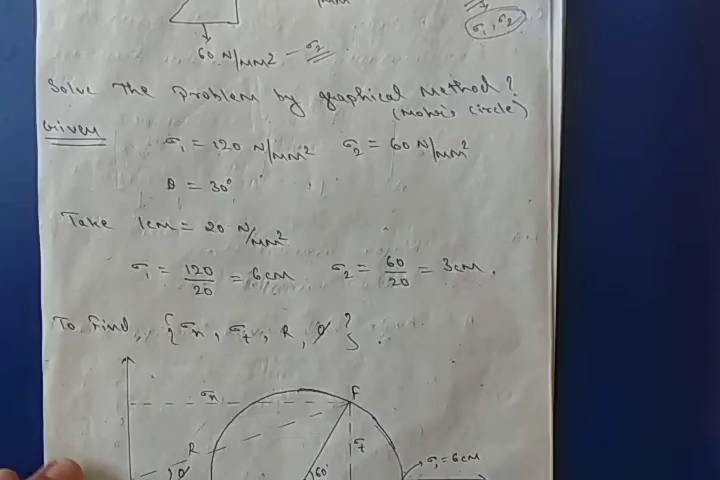 N/MM
σ1, σ2
60 N/MM² — σ2
Solve The Problem by graphical Method?
(Mohr's circle)
Given
σ1 = 120 N/MM² σ2 = 60 N/MM²
θ = 30°
Take 1cm = 20 N/MM²
σ1 = 120/20 = 6cm σ2 = 60/20 = 3cm.
To Find,, {σn, σt, R, Ø}.
σn F
R σt
Ø 60° σ1 = 6cm